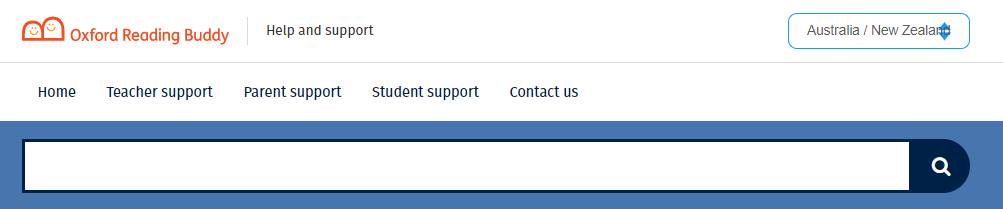 Oxford Reading Buddy
Help and support
Australia / New Zealand
Home
Teacher support
Parent support
Student support
Contact us